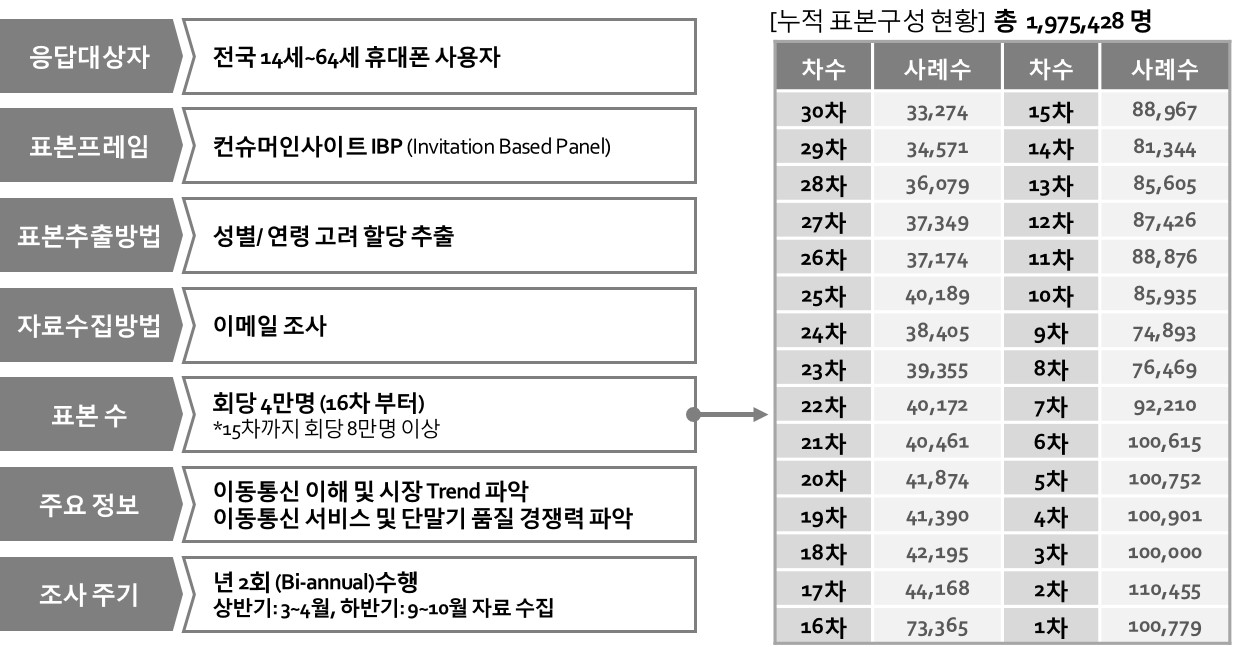 응답대상자
전국 14세~64세 휴대폰 사용자
표본프레임
컨슈머인사이트 IBP (Invitation Based Panel)
표본추출방법
성별/ 연령 고려 할당 추출
자료수집방법
이메일 조사
표본 수
회당 4만명 (16차 부터)
*15차까지 회당 8만명 이상
주요 정보
이동통신 이해 및 시장 Trend 파악
이동통신 서비스 및 단말기 품질 경쟁력 파악
조사 주기
년 2회 (Bi-annual)수행
상반기: 3~4월, 하반기: 9~10월 자료 수집
[누적 표본구성 현황] 총 1,975,428 명
차수 사례수 차수 사례수
30차 33,274 15차 88,967
29차 34,571 14차 81,344
28차 36,079 13차 85,605
27차 37,349 12차 87,426
26차 37,174 11차 88,876
25차 40,189 10차 85,935
24차 38,405 9차 74,893
23차 39,355 8차 76,469
22차 40,172 7차 92,210
21차 40,461 6차 100,615
20차 41,874 5차 100,752
19차 41,390 4차 100,901
18차 42,195 3차 100,000
17차 44,168 2차 110,455
16차 73,365 1차 100,779